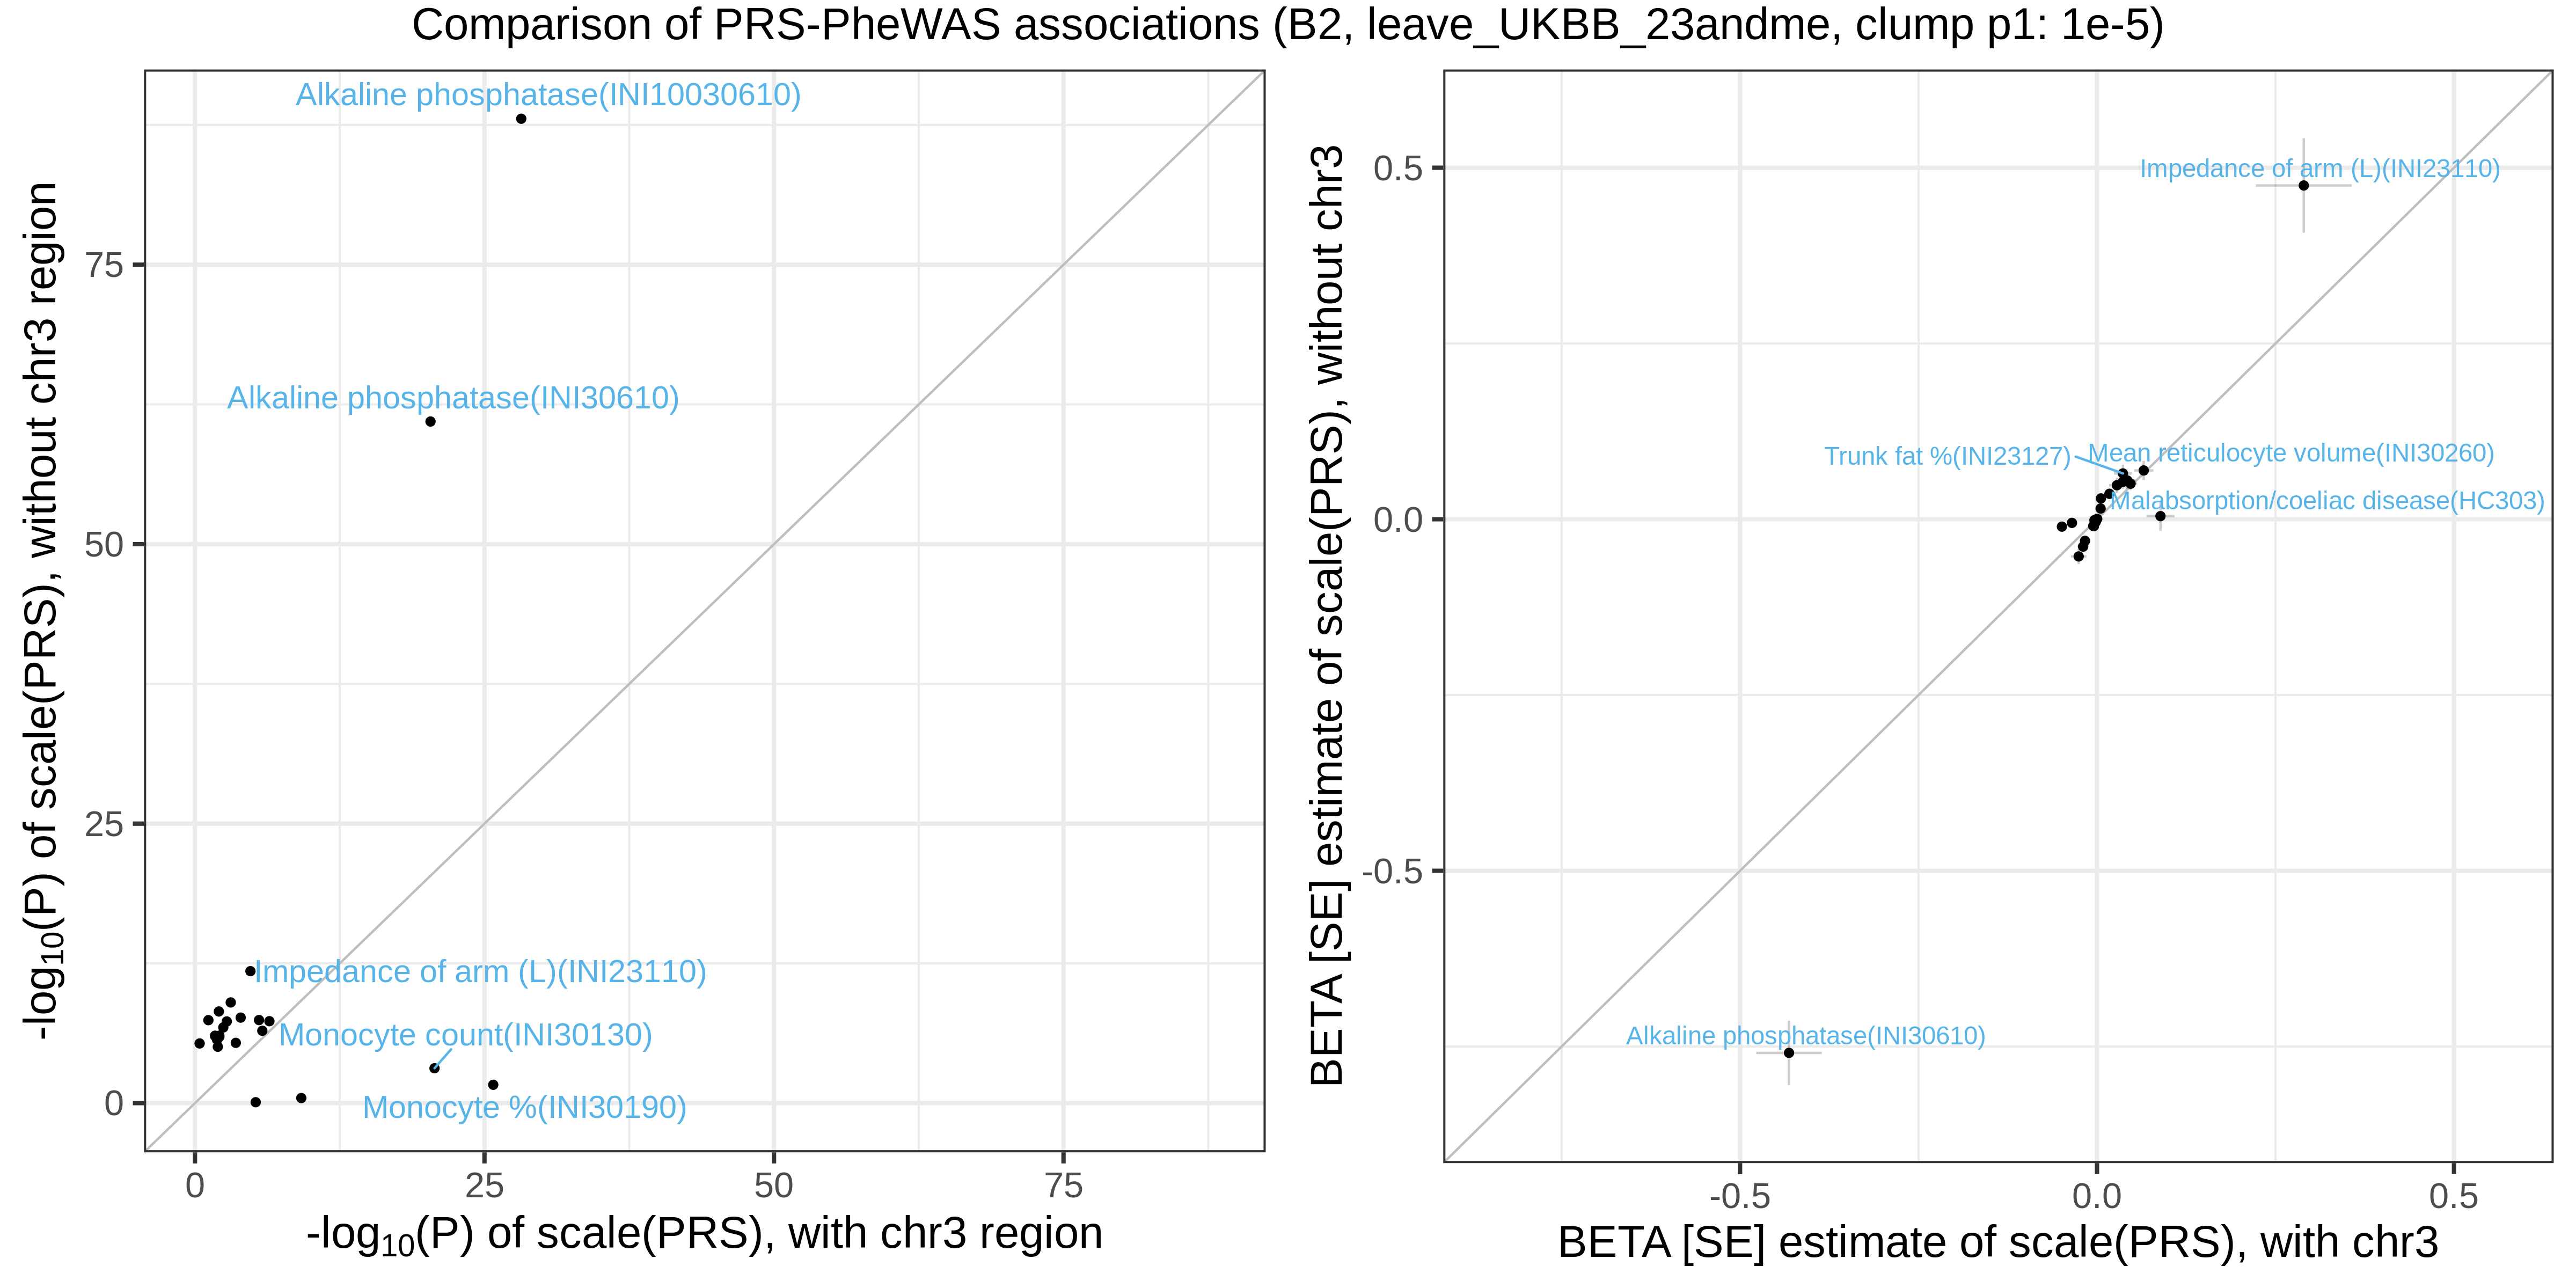 Comparison of PRS-PheWAS associations (B2, leave_UKBB_23andme, clump p1: 1e-5)
-log10(P) of scale(PRS), without chr3 region
75
50
25
0
Alkaline phosphatase(INI10030610)
Alkaline phosphatase(INI30610)
Impedance of arm (L)(INI23110)
Monocyte count(INI30130)
Monocyte %(INI30190)
0
25
50
75
-log10(P) of scale(PRS), with chr3 region
BETA [SE] estimate of scale(PRS), without chr3
0.5
0.0
-0.5
Impedance of arm (L)(INI23110)
Trunk fat %(INI23127)
Mean reticulocyte volume(INI30260)
Malabsorption/coeliac disease(HC303)
Alkaline phosphatase(INI30610)
-0.5
0.0
0.5
BETA [SE] estimate of scale(PRS), with chr3